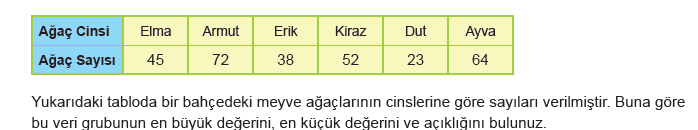 Ağaç Cinsi Elma Armut Erik Kiraz Dut Ayva
Ağaç Sayısı 45 72 38 52 23 64
Yukarıdaki tabloda bir bahçedeki meyve ağaçlarının cinslerine göre sayıları verilmiştir. Buna göre
bu veri grubunun en büyük değerini, en küçük değerini ve açıklığını bulunuz.